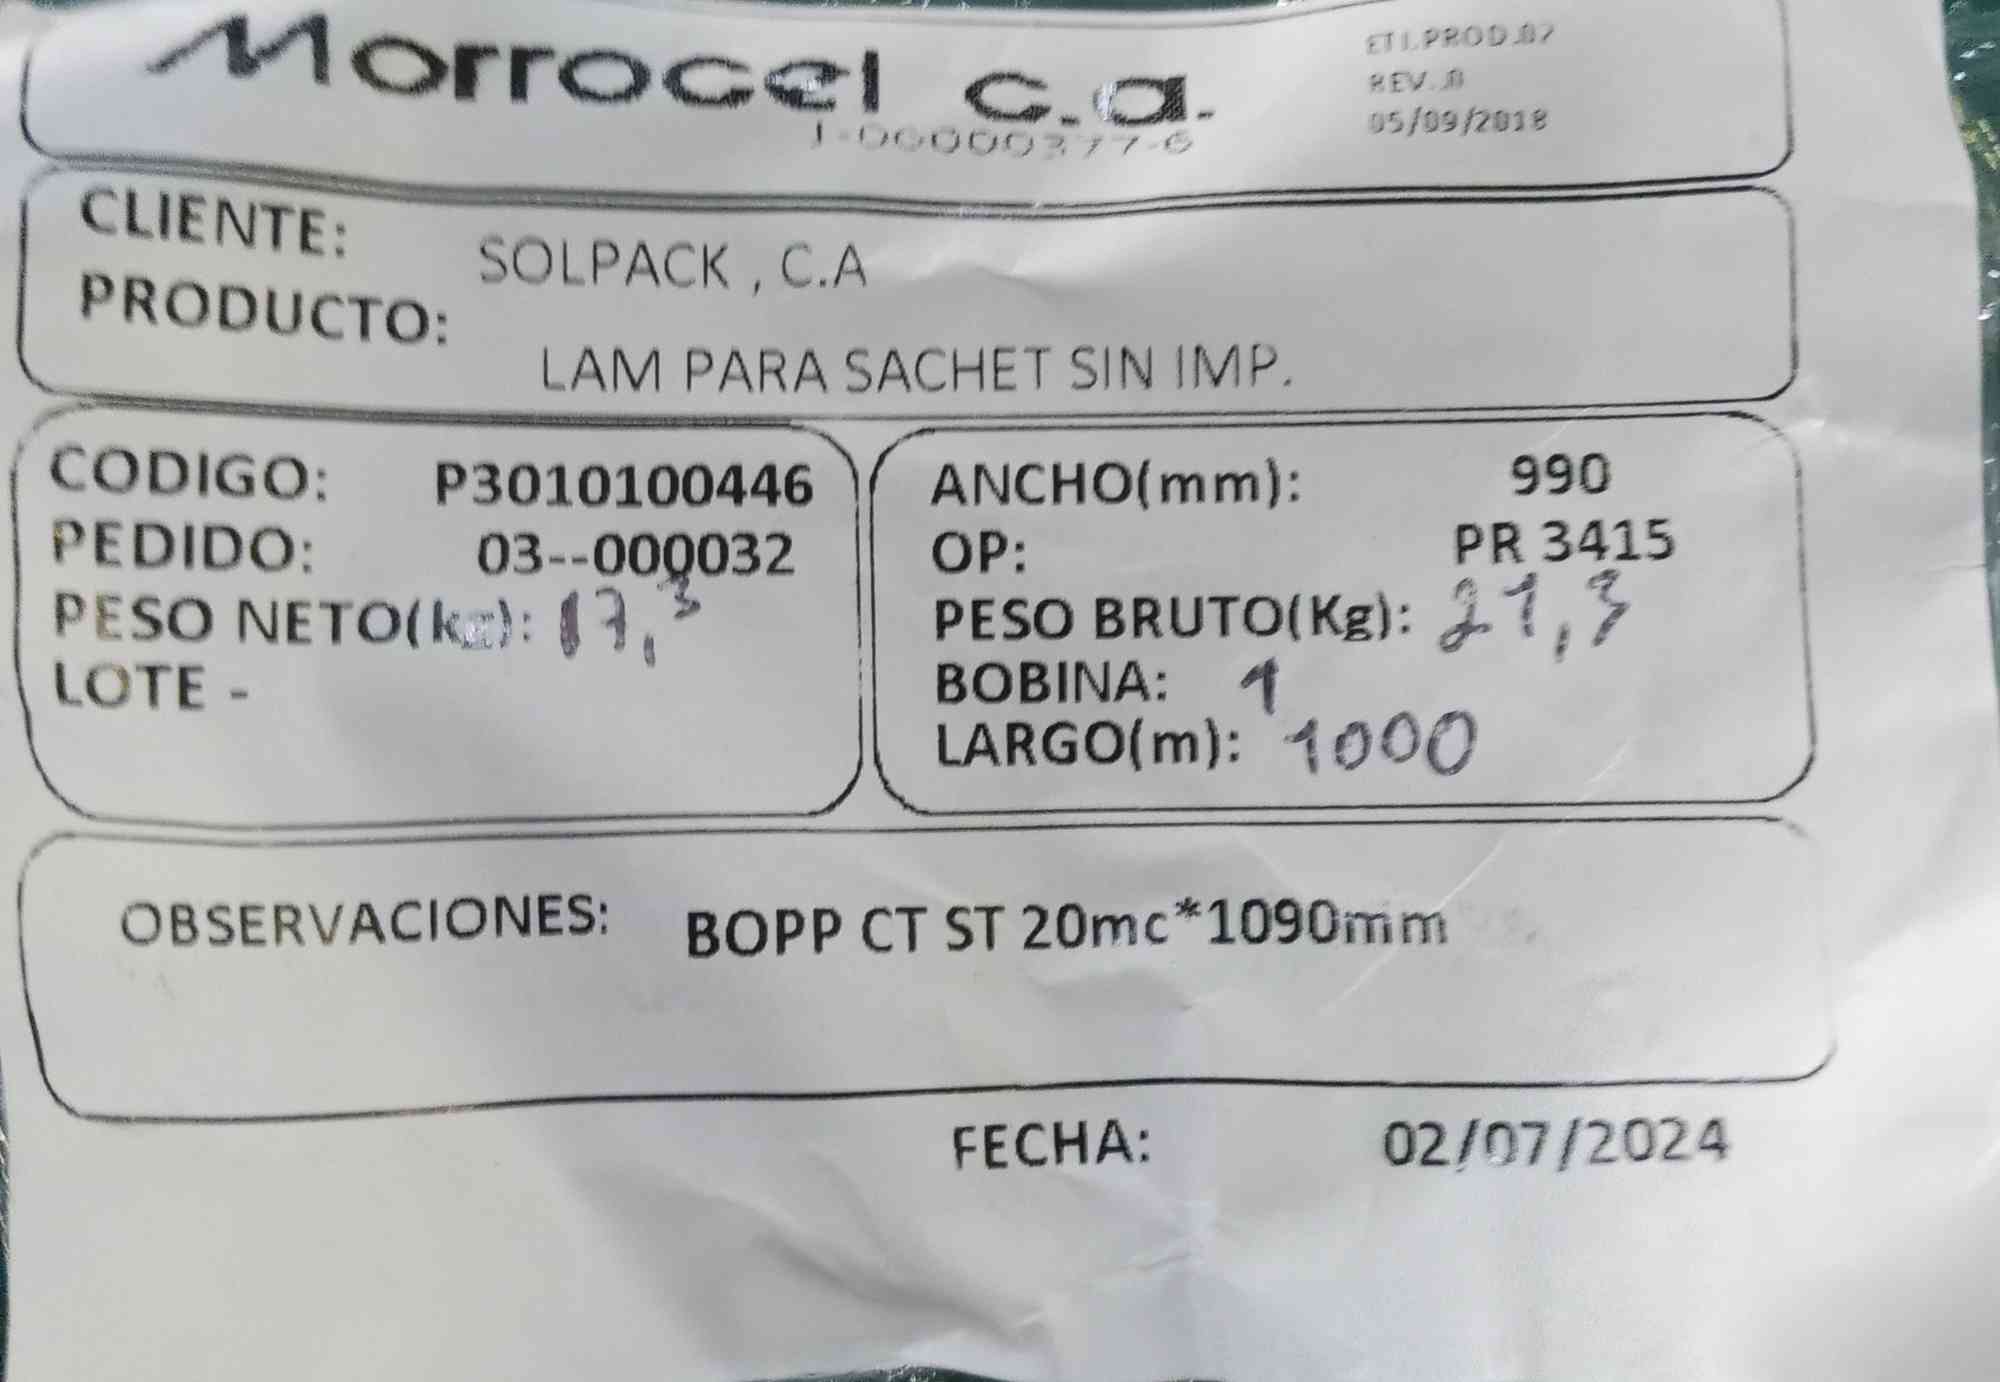 Morrocel c.a.
J-00000377-6
ETI.PROD.02
REV. 0
05/09/2018
CLIENTE: SOLPACK , C.A
PRODUCTO: LAM PARA SACHET SIN IMP.
CODIGO: P3010100446
PEDIDO: 03--000032
PESO NETO(kg): 17,3
LOTE -
ANCHO(mm): 990
OP: PR 3415
PESO BRUTO(Kg): 21,3
BOBINA: 1
LARGO(m): 1000
OBSERVACIONES: BOPP CT ST 20mc*1090mm
FECHA: 02/07/2024